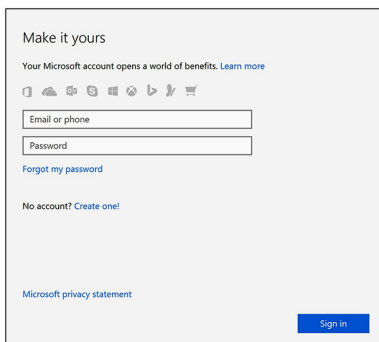 Make it yours
Your Microsoft account opens a world of benefits. Learn more
Email or phone
Password
Forgot my password
No account? Create one!
Microsoft privacy statement
Sign in